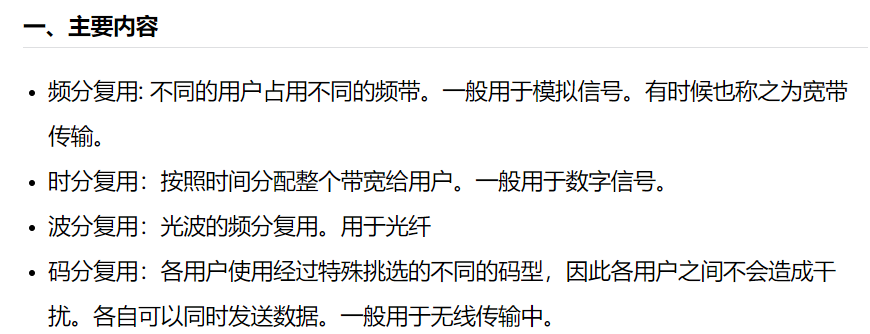 一、主要内容
• 频分复用: 不同的用户占用不同的频带。一般用于模拟信号。有时候也称之为宽带
传输。
• 时分复用：按照时间分配整个带宽给用户。一般用于数字信号。
• 波分复用：光波的频分复用。用于光纤
• 码分复用：各用户使用经过特殊挑选的不同的码型，因此各用户之间不会造成干
扰。各自可以同时发送数据。一般用于无线传输中。